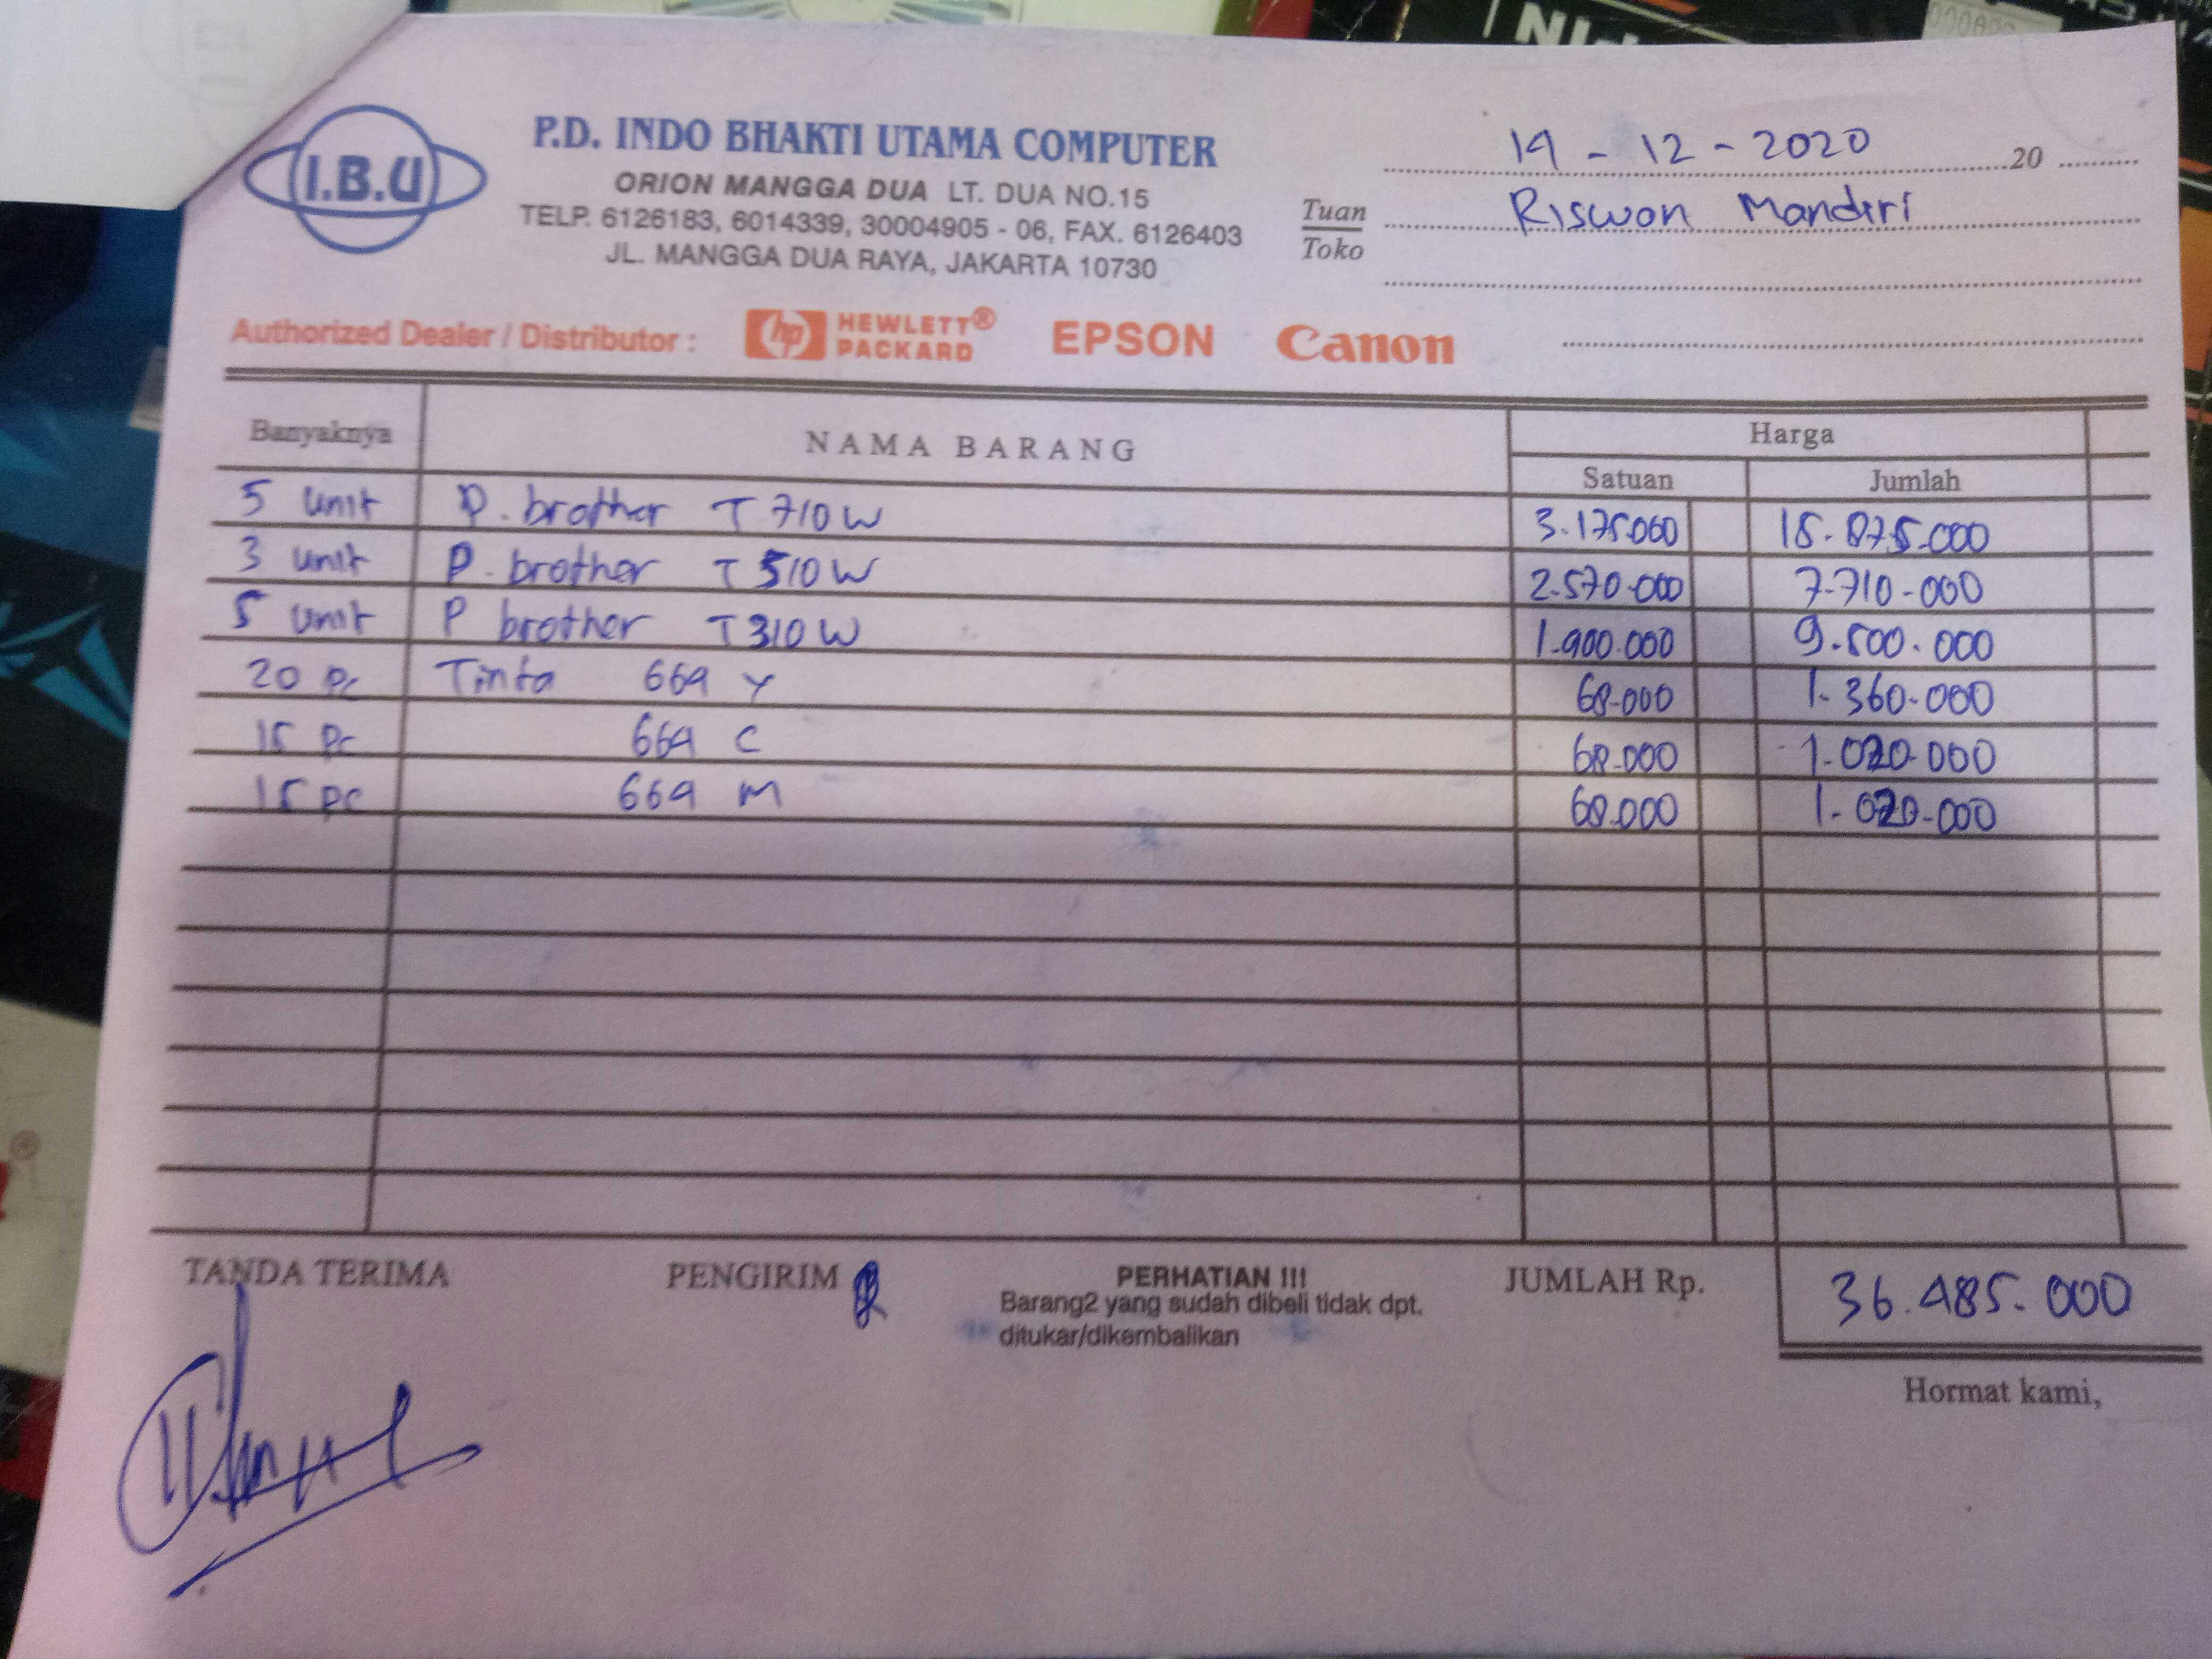 I.B.U
P.D. INDO BHAKTI UTAMA COMPUTER
ORION MANGGA DUA LT. DUA NO.15
TELP. 6126183, 6014339, 30004905 - 06, FAX. 6126403
JL. MANGGA DUA RAYA, JAKARTA 10730
14 - 12 - 2020 20
Tuan Riswon Mandiri
Toko
Authorized Dealer / Distributor : hp HEWLETT® PACKARD EPSON Canon
Banyaknya NAMA BARANG Harga
Satuan Jumlah
5 unit P. brother T 710 W 3.175.000 15.875.000
3 unit P. brother T 510 W 2.570.000 7.710.000
5 unit P brother T 310 W 1.900.000 9.500.000
20 pc Tinta 664 Y 68.000 1.360.000
15 pc 664 C 68.000 1.020.000
15 pc 664 M 68.000 1.020.000
TANDA TERIMA PENGIRIM PERHATIAN !!! JUMLAH Rp. 36.485.000
Barang2 yang sudah dibeli tidak dpt.
ditukar/dikembalikan
Hormat kami,